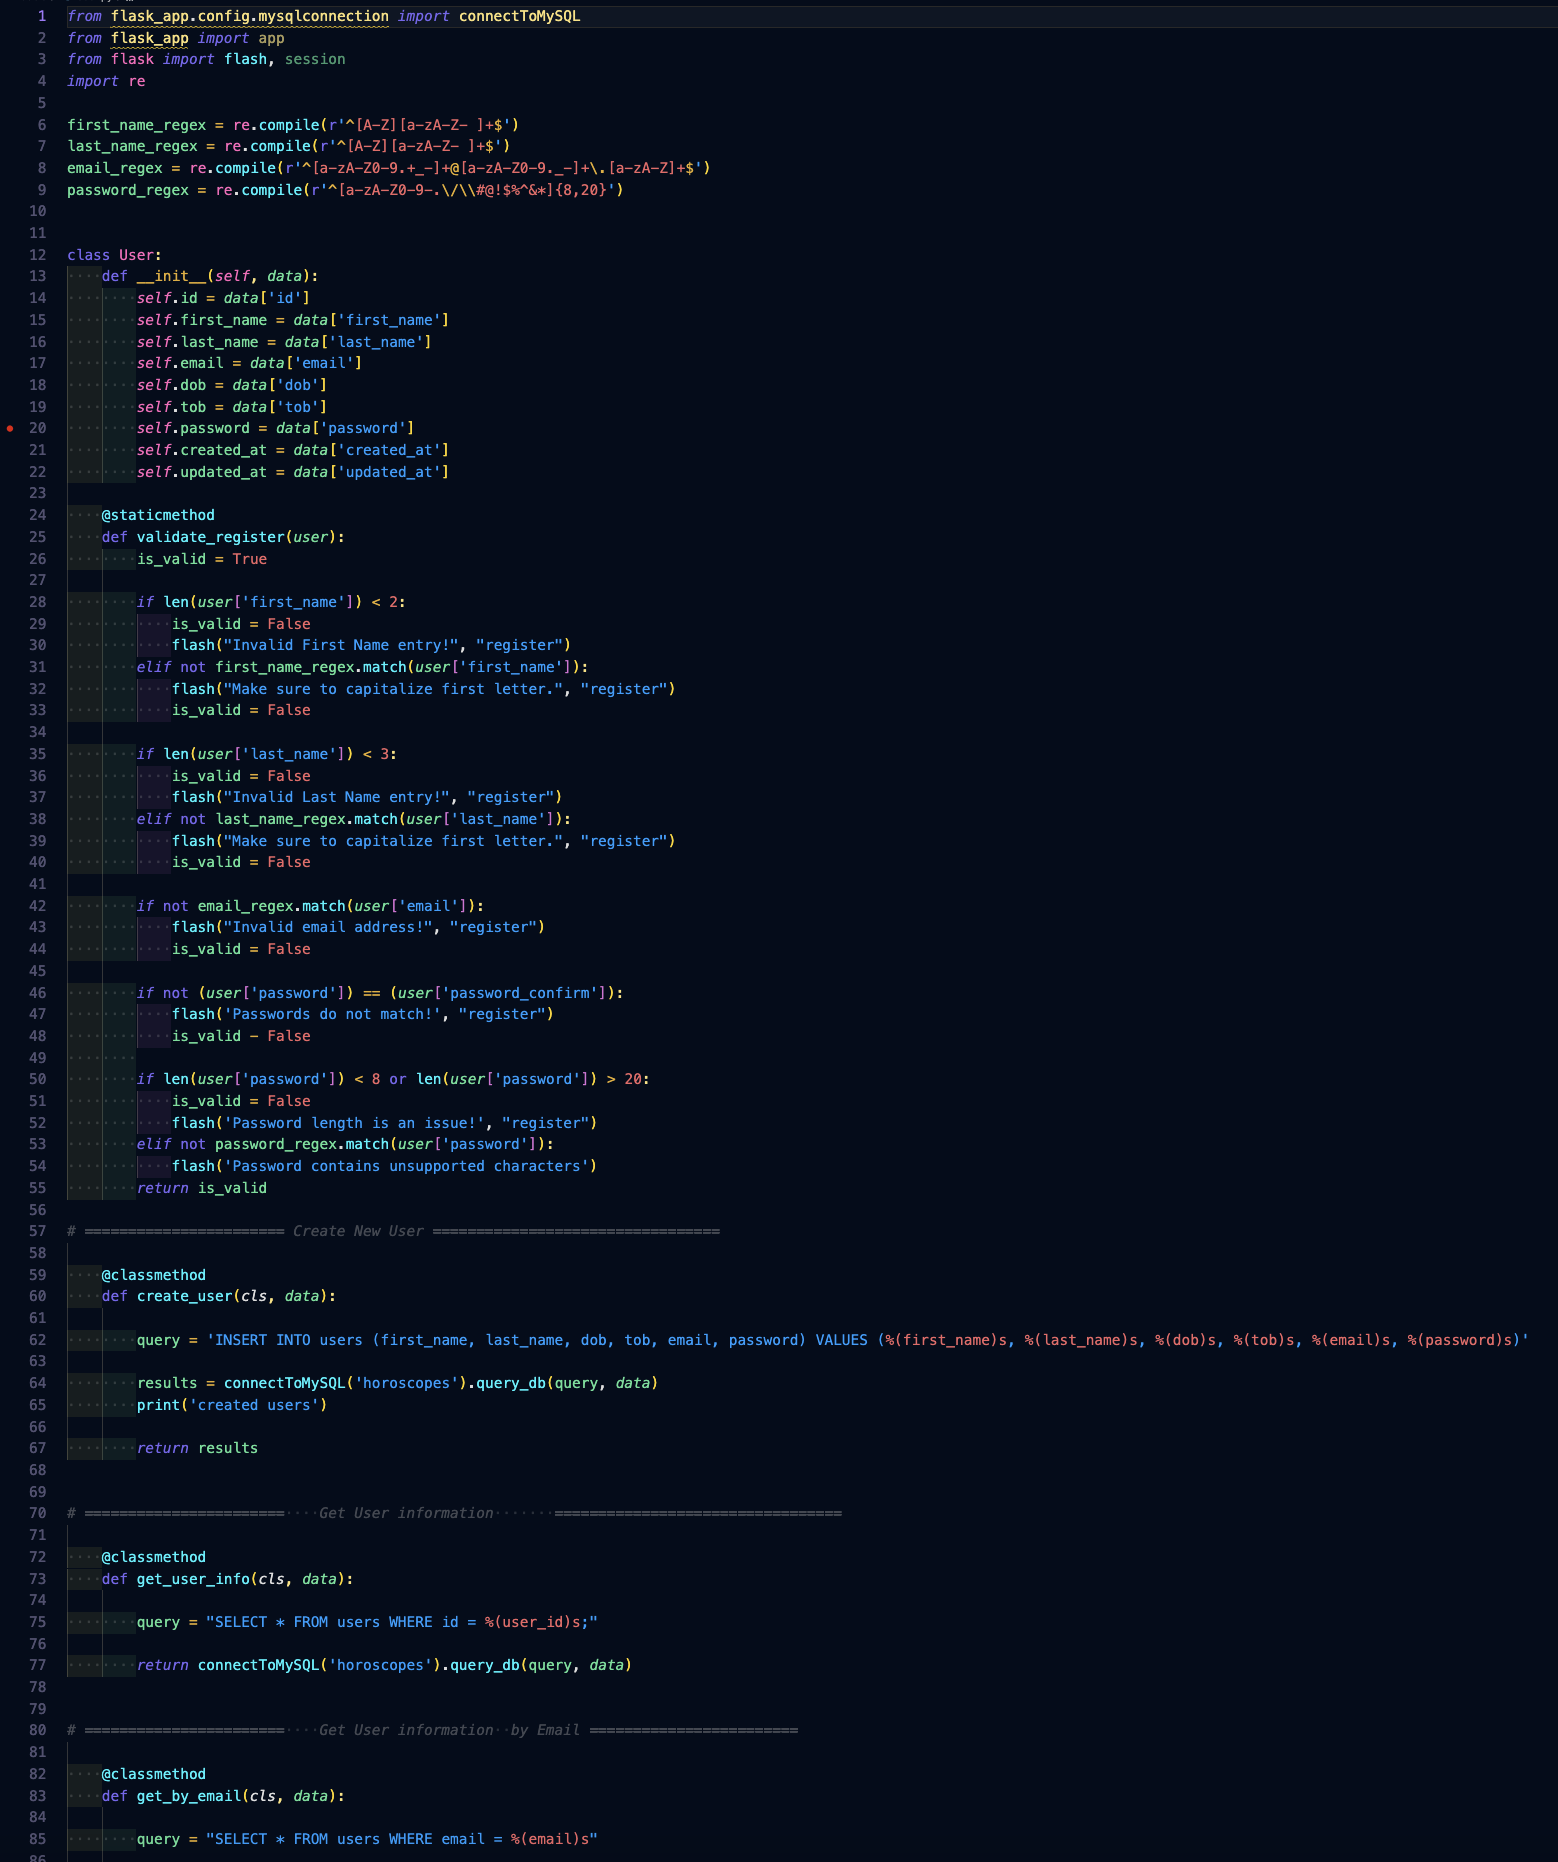 1 from flask_app.config.mysqlconnection import connectToMySQL
2 from flask_app import app
3 from flask import flash, session
4 import re
5
6 first_name_regex = re.compile(r'^[A-Z][a-zA-Z- ]+$')
7 last_name_regex = re.compile(r'^[A-Z][a-zA-Z- ]+$')
8 email_regex = re.compile(r'^[a-zA-Z0-9.+_-]+@[a-zA-Z0-9._-]+\.[a-zA-Z]+$')
9 password_regex = re.compile(r'^[a-zA-Z0-9-.\/\\#@!$%^&*]{8,20}')
10
11
12 class User:
13     def __init__(self, data):
14         self.id = data['id']
15         self.first_name = data['first_name']
16         self.last_name = data['last_name']
17         self.email = data['email']
18         self.dob = data['dob']
19         self.tob = data['tob']
20         self.password = data['password']
21         self.created_at = data['created_at']
22         self.updated_at = data['updated_at']
23
24     @staticmethod
25     def validate_register(user):
26         is_valid = True
27
28         if len(user['first_name']) < 2:
29             is_valid = False
30             flash("Invalid First Name entry!", "register")
31         elif not first_name_regex.match(user['first_name']):
32             flash("Make sure to capitalize first letter.", "register")
33             is_valid = False
34
35         if len(user['last_name']) < 3:
36             is_valid = False
37             flash("Invalid Last Name entry!", "register")
38         elif not last_name_regex.match(user['last_name']):
39             flash("Make sure to capitalize first letter.", "register")
40             is_valid = False
41
42         if not email_regex.match(user['email']):
43             flash("Invalid email address!", "register")
44             is_valid = False
45
46         if not (user['password']) == (user['password_confirm']):
47             flash('Passwords do not match!', "register")
48             is_valid - False
49
50         if len(user['password']) < 8 or len(user['password']) > 20:
51             is_valid = False
52             flash('Password length is an issue!', "register")
53         elif not password_regex.match(user['password']):
54             flash('Password contains unsupported characters')
55         return is_valid
56
57 # ======================= Create New User =================================
58
59     @classmethod
60     def create_user(cls, data):
61
62         query = 'INSERT INTO users (first_name, last_name, dob, tob, email, password) VALUES (%(first_name)s, %(last_name)s, %(dob)s, %(tob)s, %(email)s, %(password)s)'
63
64         results = connectToMySQL('horoscopes').query_db(query, data)
65         print('created users')
66
67         return results
68
69
70 # =======================    Get User information       =================================
71
72     @classmethod
73     def get_user_info(cls, data):
74
75         query = "SELECT * FROM users WHERE id = %(user_id)s;"
76
77         return connectToMySQL('horoscopes').query_db(query, data)
78
79
80 # =======================    Get User information  by Email ========================
81
82     @classmethod
83     def get_by_email(cls, data):
84
85         query = "SELECT * FROM users WHERE email = %(email)s"
86